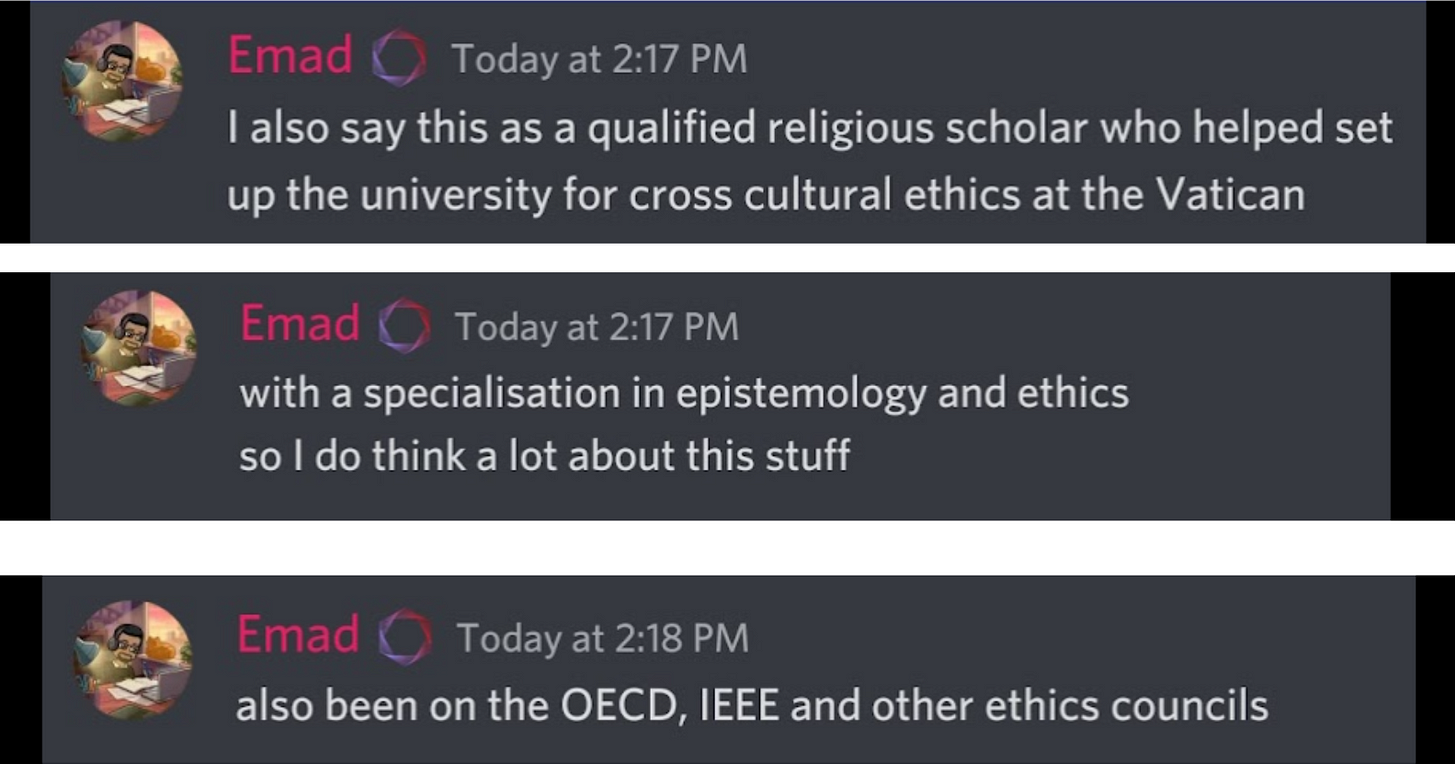 Emad Today at 2:17 PM
I also say this as a qualified religious scholar who helped set
up the university for cross cultural ethics at the Vatican
Emad Today at 2:17 PM
with a specialisation in epistemology and ethics
so I do think a lot about this stuff
Emad Today at 2:18 PM
also been on the OECD, IEEE and other ethics councils